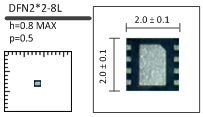 DFN2*2-8L
h=0.8 MAX
p=0.5
2.0 ± 0.1
2.0 ± 0.1